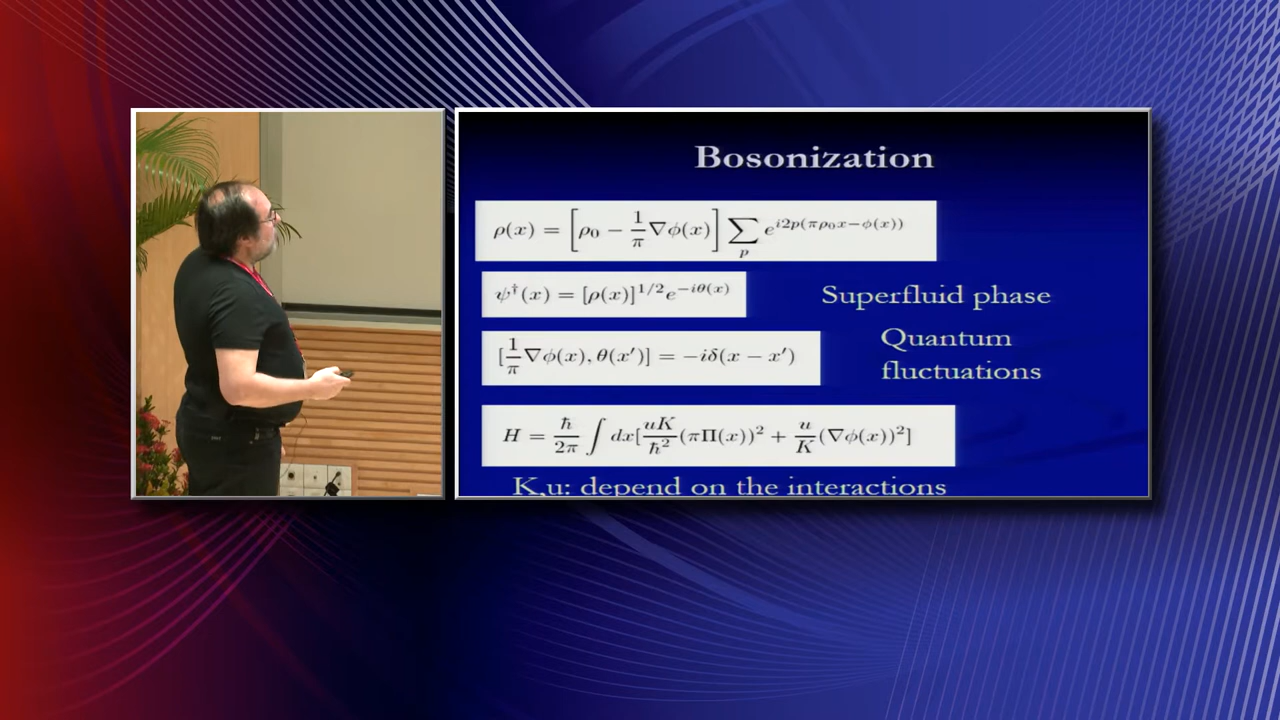 Bosonization
ρ(x) = [ρ₀ − 1/π ∇φ(x)] ∑_p e^{i2p(πρ₀x−φ(x))}
ψ†(x) = [ρ(x)]^{1/2} e^{−iθ(x)}
Superfluid phase
[1/π ∇φ(x), θ(x′)] = −iδ(x − x′)
Quantum
fluctuations
H = ħ/2π ∫ dx[uK/ħ² (πΠ(x))² + u/K (∇φ(x))²]
K,u: depend on the interactions